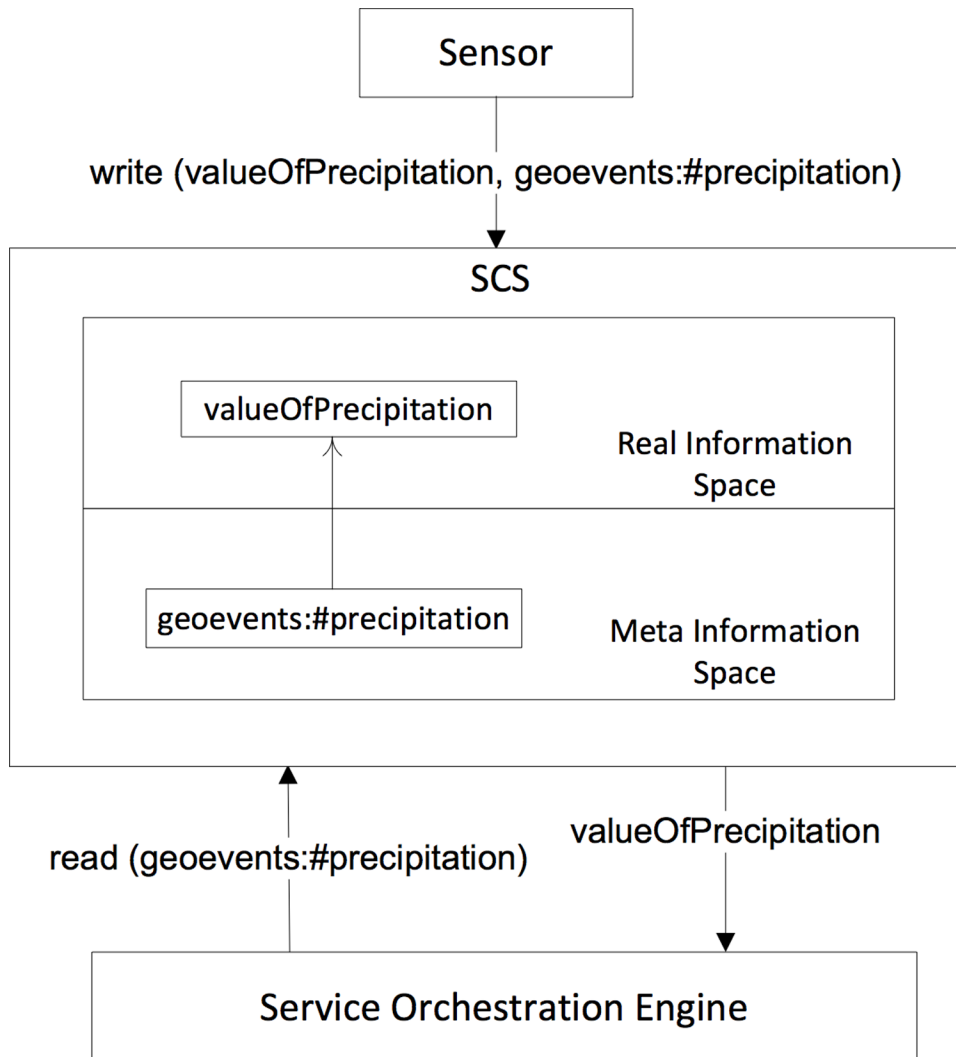 Sensor
write (valueOfPrecipitation, geoevents:#precipitation)
SCS
valueOfPrecipitation
Real Information
Space
geoevents:#precipitation
Meta Information
Space
valueOfPrecipitation
read (geoevents:#precipitation)
Service Orchestration Engine